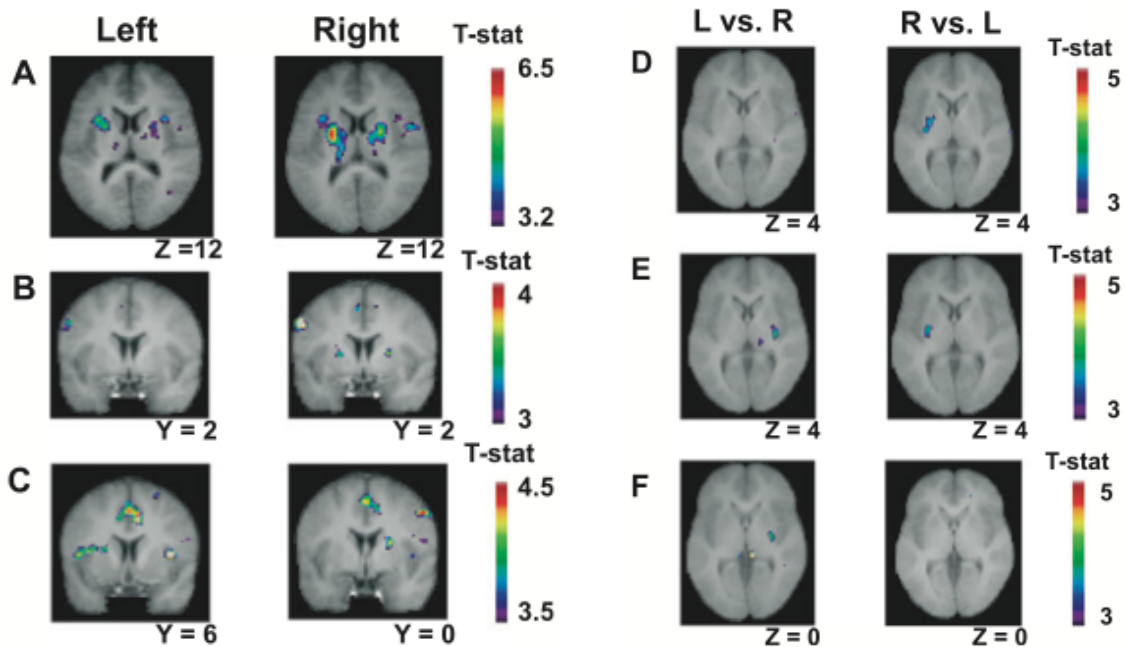 Left Right T-stat
A 6.5
3.2
Z =12 Z =12
T-stat
B 4
3
Y = 2 Y = 2
T-stat
C 4.5
3.5
Y = 6 Y = 0
L vs. R R vs. L
T-stat
D 5
3
Z = 4 Z = 4
T-stat
E 5
3
Z = 4 Z = 4
T-stat
F 5
3
Z = 0 Z = 0